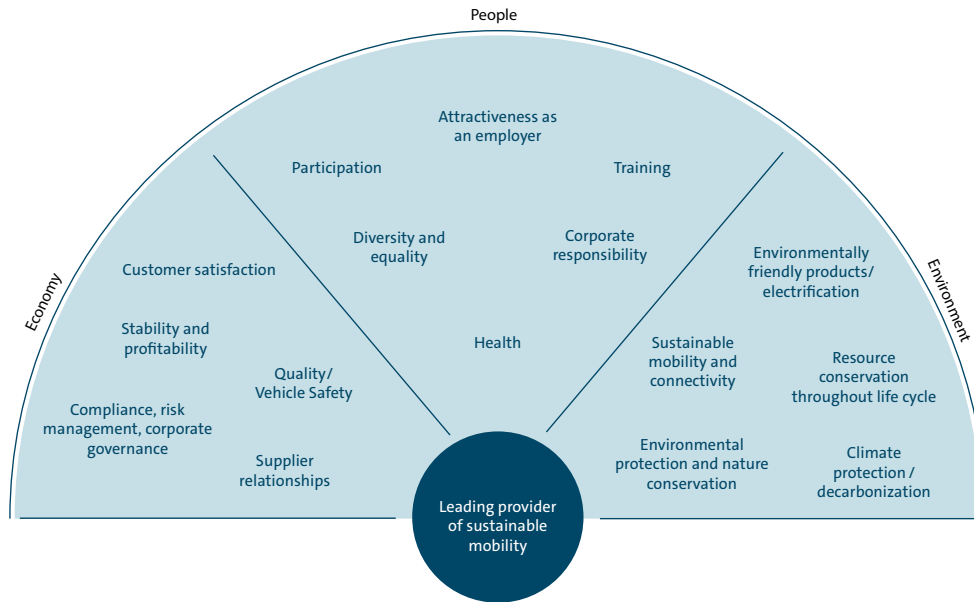 People
Attractiveness as
an employer
Participation
Training
Diversity and
equality
Corporate
responsibility
Health
Economy
Customer satisfaction
Stability and
profitability
Quality/
Vehicle Safety
Compliance, risk
management, corporate
governance
Supplier
relationships
Environment
Environmentally
friendly products/
electrification
Sustainable
mobility and
connectivity
Resource
conservation
throughout life cycle
Environmental
protection and nature
conservation
Climate
protection /
decarbonization
Leading provider
of sustainable
mobility